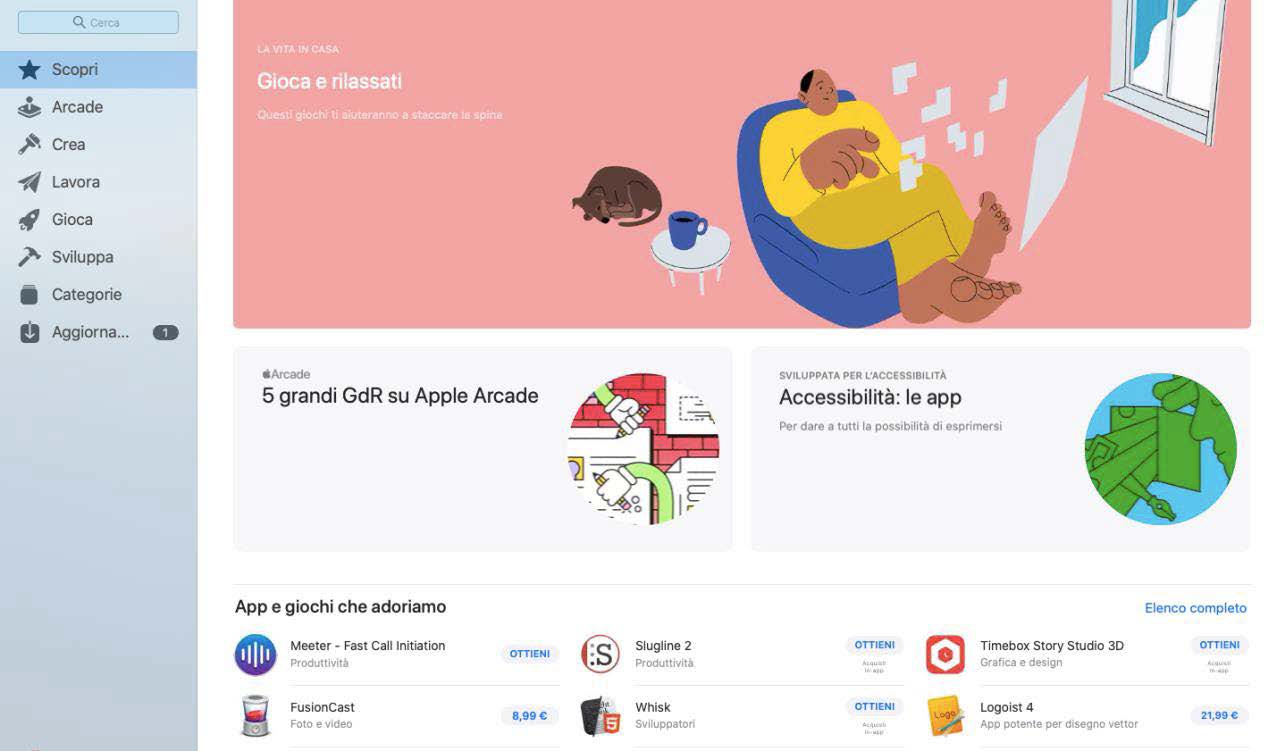 Cerca
Scopri
Arcade
Crea
Lavora
Gioca
Sviluppa
Categorie
Aggiorna... 1
LA VITA IN CASA
Gioca e rilassati
Questi giochi ti aiuteranno a staccare la spina
Arcade
5 grandi GdR su Apple Arcade
SVILUPPATA PER L'ACCESSIBILITÀ
Accessibilità: le app
Per dare a tutti la possibilità di esprimersi
App e giochi che adoriamo
Elenco completo
Meeter - Fast Call Initiation
Produttività
OTTIENI
:S
Slugline 2
Produttività
OTTIENI
Acquisti
in-app
Timebox Story Studio 3D
Grafica e design
OTTIENI
Acquisti
in-app
FusionCast
Foto e video
8,99 €
5
Whisk
Sviluppatori
OTTIENI
Acquisti
in-app
Logo
Logoist 4
App potente per disegno vettor
21,99 €